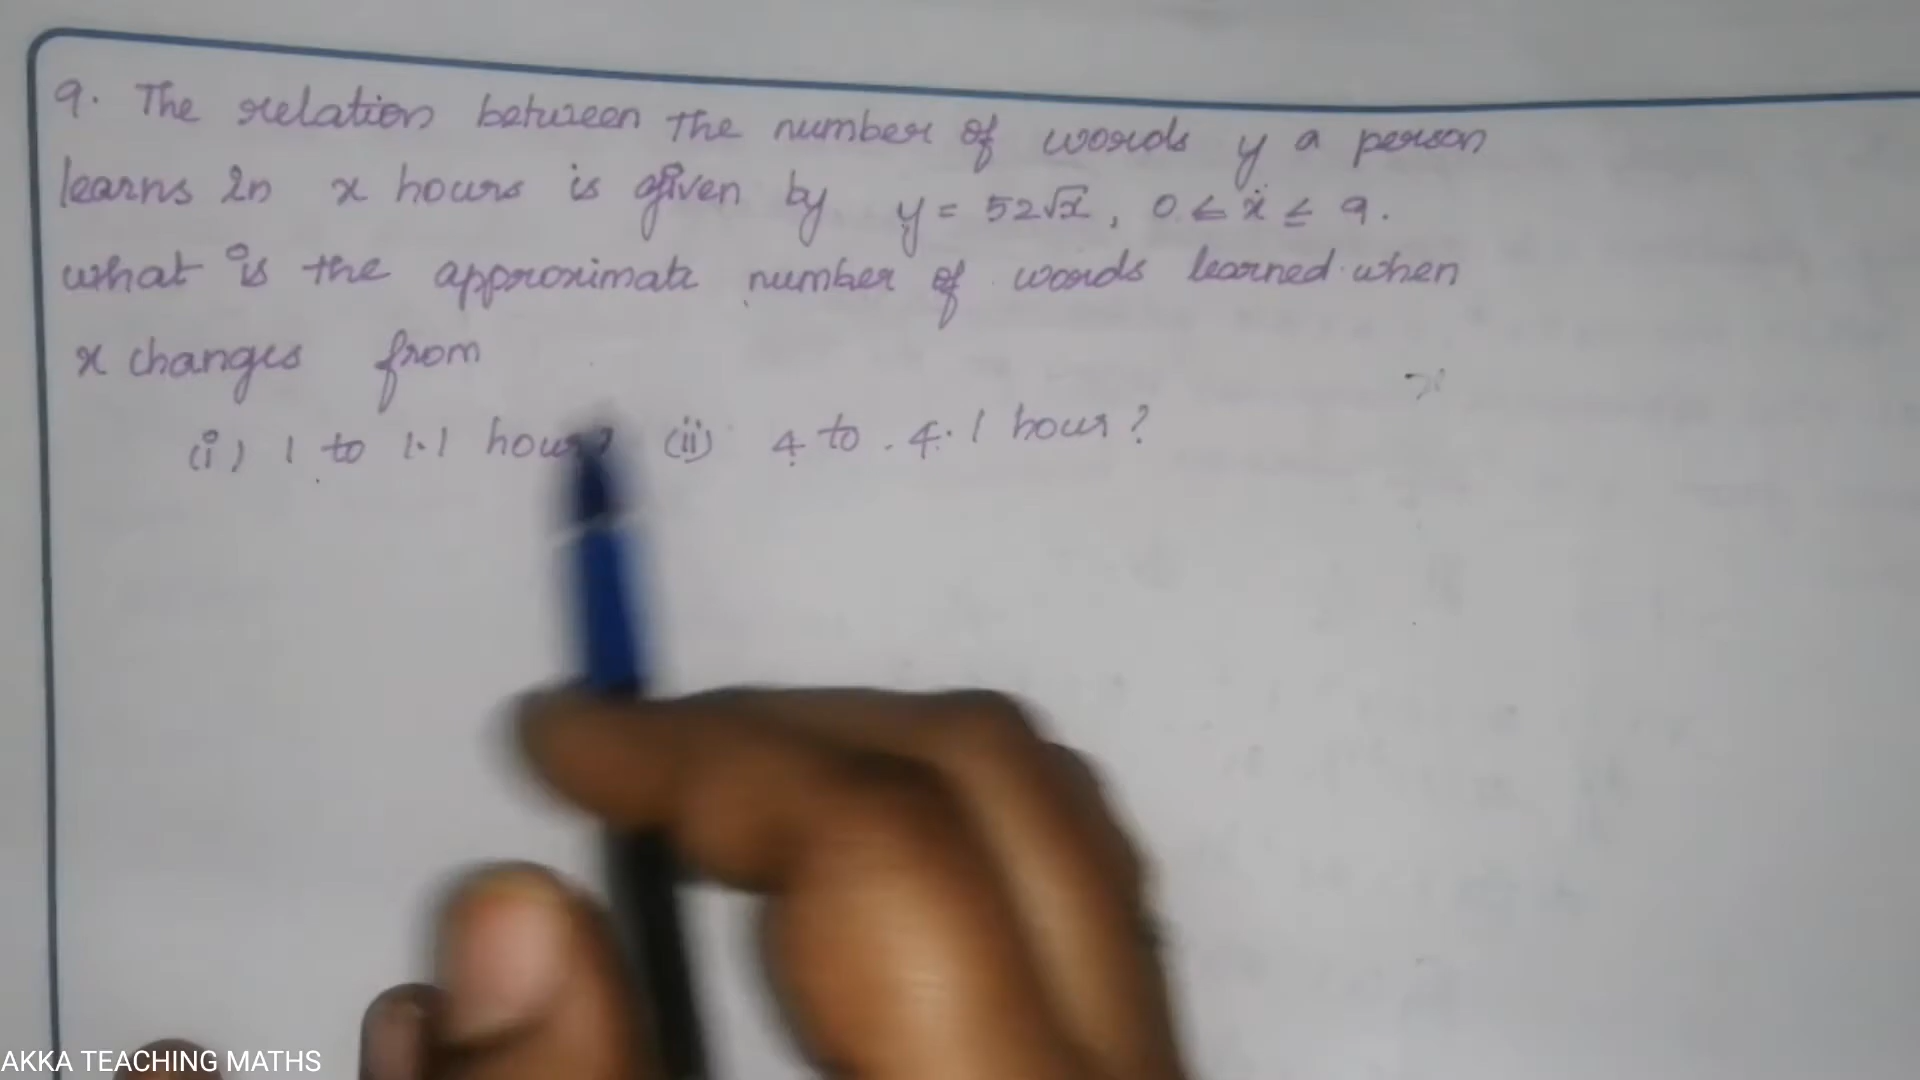 9. The relation between the number of words y a person
learns in x hours is given by y = 52√x, 0 ≤ x ≤ 9.
what is the approximate number of words learned when
x changes from
(i) 1 to 1.1 hour? (ii) 4 to 4.1 hour?
AKKA TEACHING MATHS